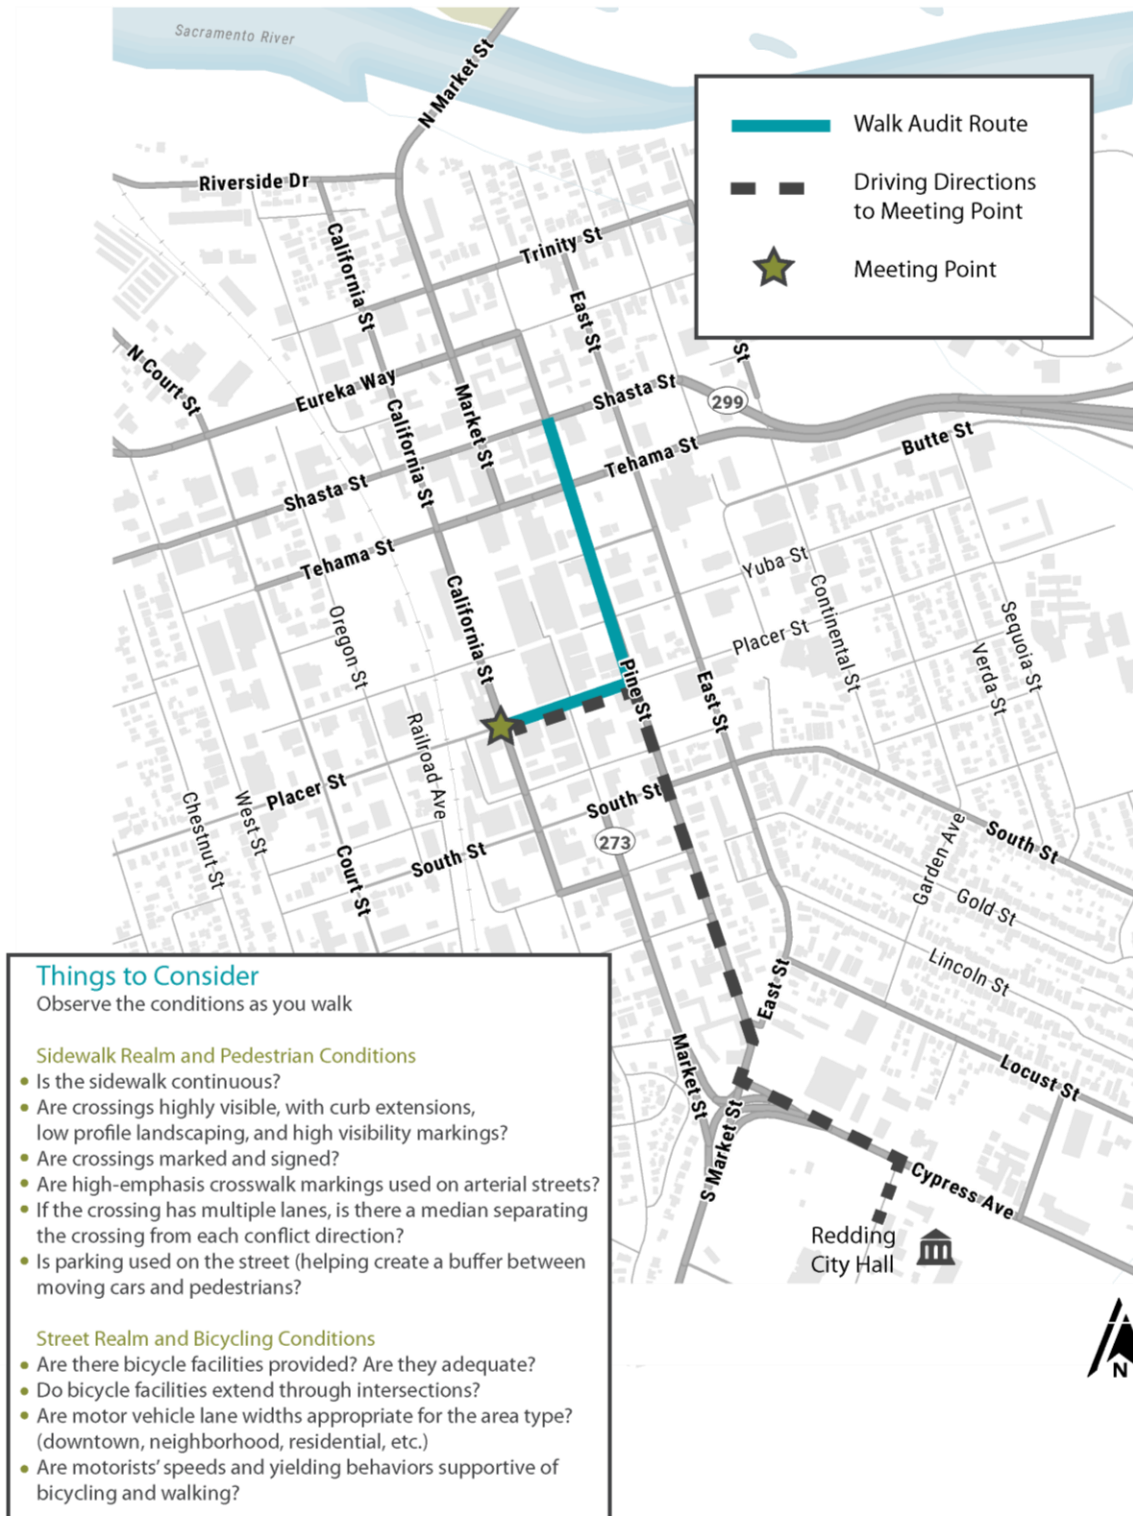 Sacramento River
N Market St
Walk Audit Route
Driving Directions
to Meeting Point
Meeting Point
Riverside Dr
California St
Trinity St
East St
St
N Court St
Eureka Way
Market St
Shasta St
299
California St
Tehama St
Butte St
Shasta St
Tehama St
Yuba St
California St
Continental St
Oregon St
Placer St
Sequoia St
Verda St
Pine St
East St
Railroad Ave
Placer St
South St
Chestnut St
West St
273
South St
Garden Ave
South St
Court St
Gold St
Lincoln St
East St
Market St
Locust St
S Market St
Cypress Ave
Redding
City Hall
N
Things to Consider
Observe the conditions as you walk
Sidewalk Realm and Pedestrian Conditions
• Is the sidewalk continuous?
• Are crossings highly visible, with curb extensions,
low profile landscaping, and high visibility markings?
• Are crossings marked and signed?
• Are high-emphasis crosswalk markings used on arterial streets?
• If the crossing has multiple lanes, is there a median separating
the crossing from each conflict direction?
• Is parking used on the street (helping create a buffer between
moving cars and pedestrians?
Street Realm and Bicycling Conditions
• Are there bicycle facilities provided? Are they adequate?
• Do bicycle facilities extend through intersections?
• Are motor vehicle lane widths appropriate for the area type?
(downtown, neighborhood, residential, etc.)
• Are motorists' speeds and yielding behaviors supportive of
bicycling and walking?